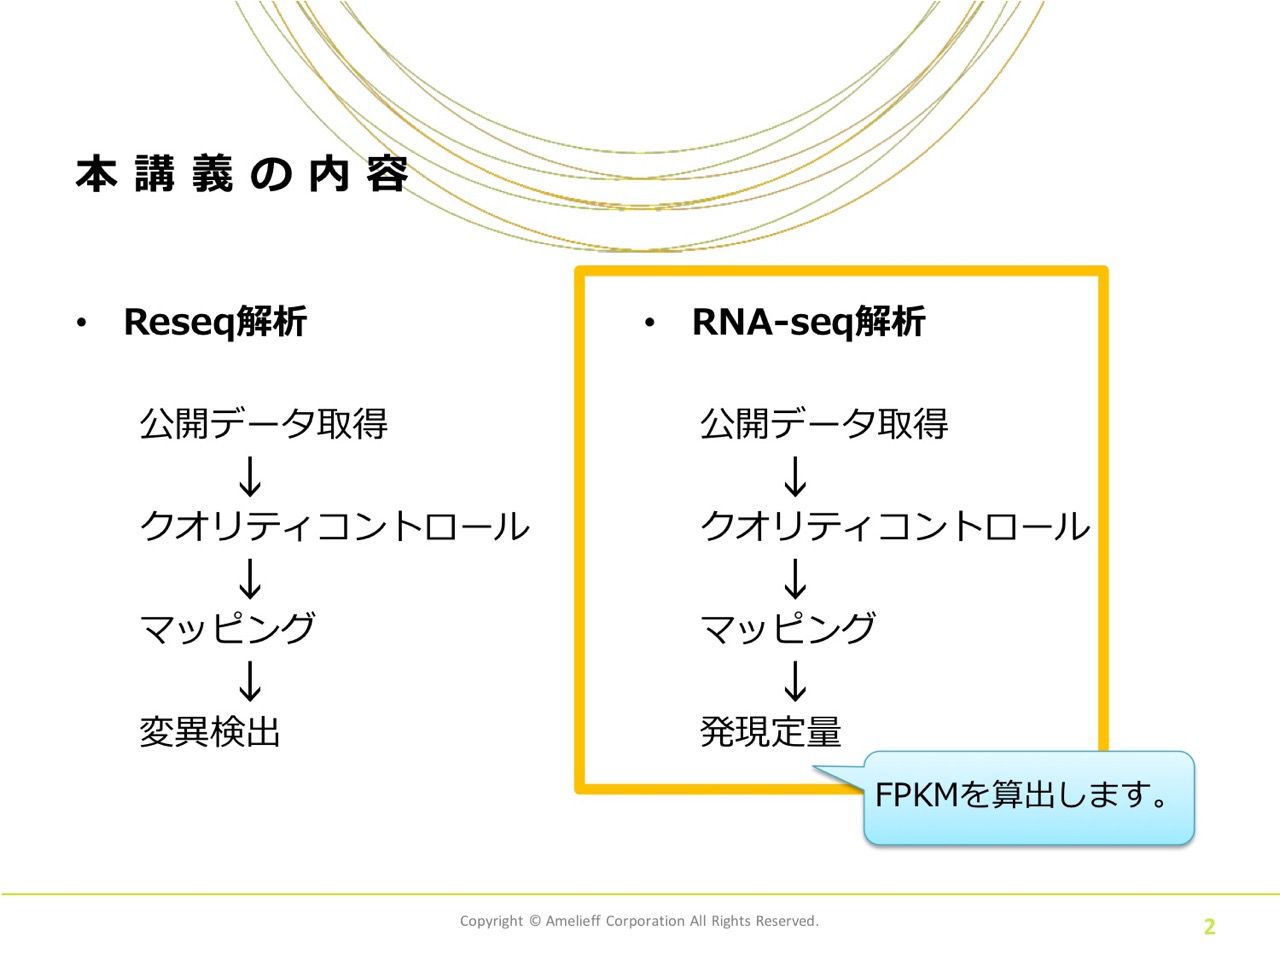 本講義の内容
• Reseq解析
公開データ取得
↓
クオリティコントロール
↓
マッピング
↓
変異検出
• RNA-seq解析
公開データ取得
↓
クオリティコントロール
↓
マッピング
↓
発現定量
FPKMを算出します。
Copyright © Amelieff Corporation All Rights Reserved.
2